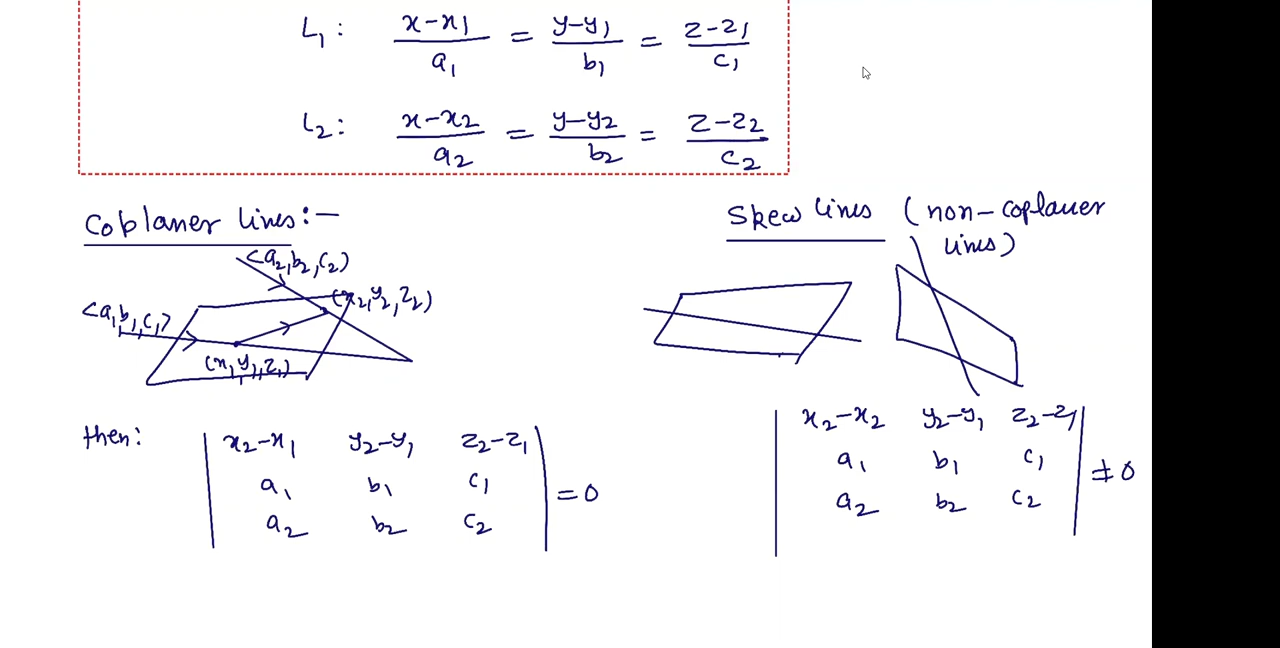 L1: x-x1/a1 = y-y1/b1 = z-z1/c1
L2: x-x2/a2 = y-y2/b2 = z-z2/c2
Coblaner lines:-
<a2,b2,c2)
(x2,y2,z2)
<a1,b1,c1>
(x1,y1,z1)
then:
| x2-x1 y2-y1 z2-z1 |
| a1 b1 c1 | =0
| a2 b2 c2 |
Skew lines (non-coplaner
lines)
| x2-x2 y2-y1 z2-z1 |
| a1 b1 c1 | ≠0
| a2 b2 c2 |